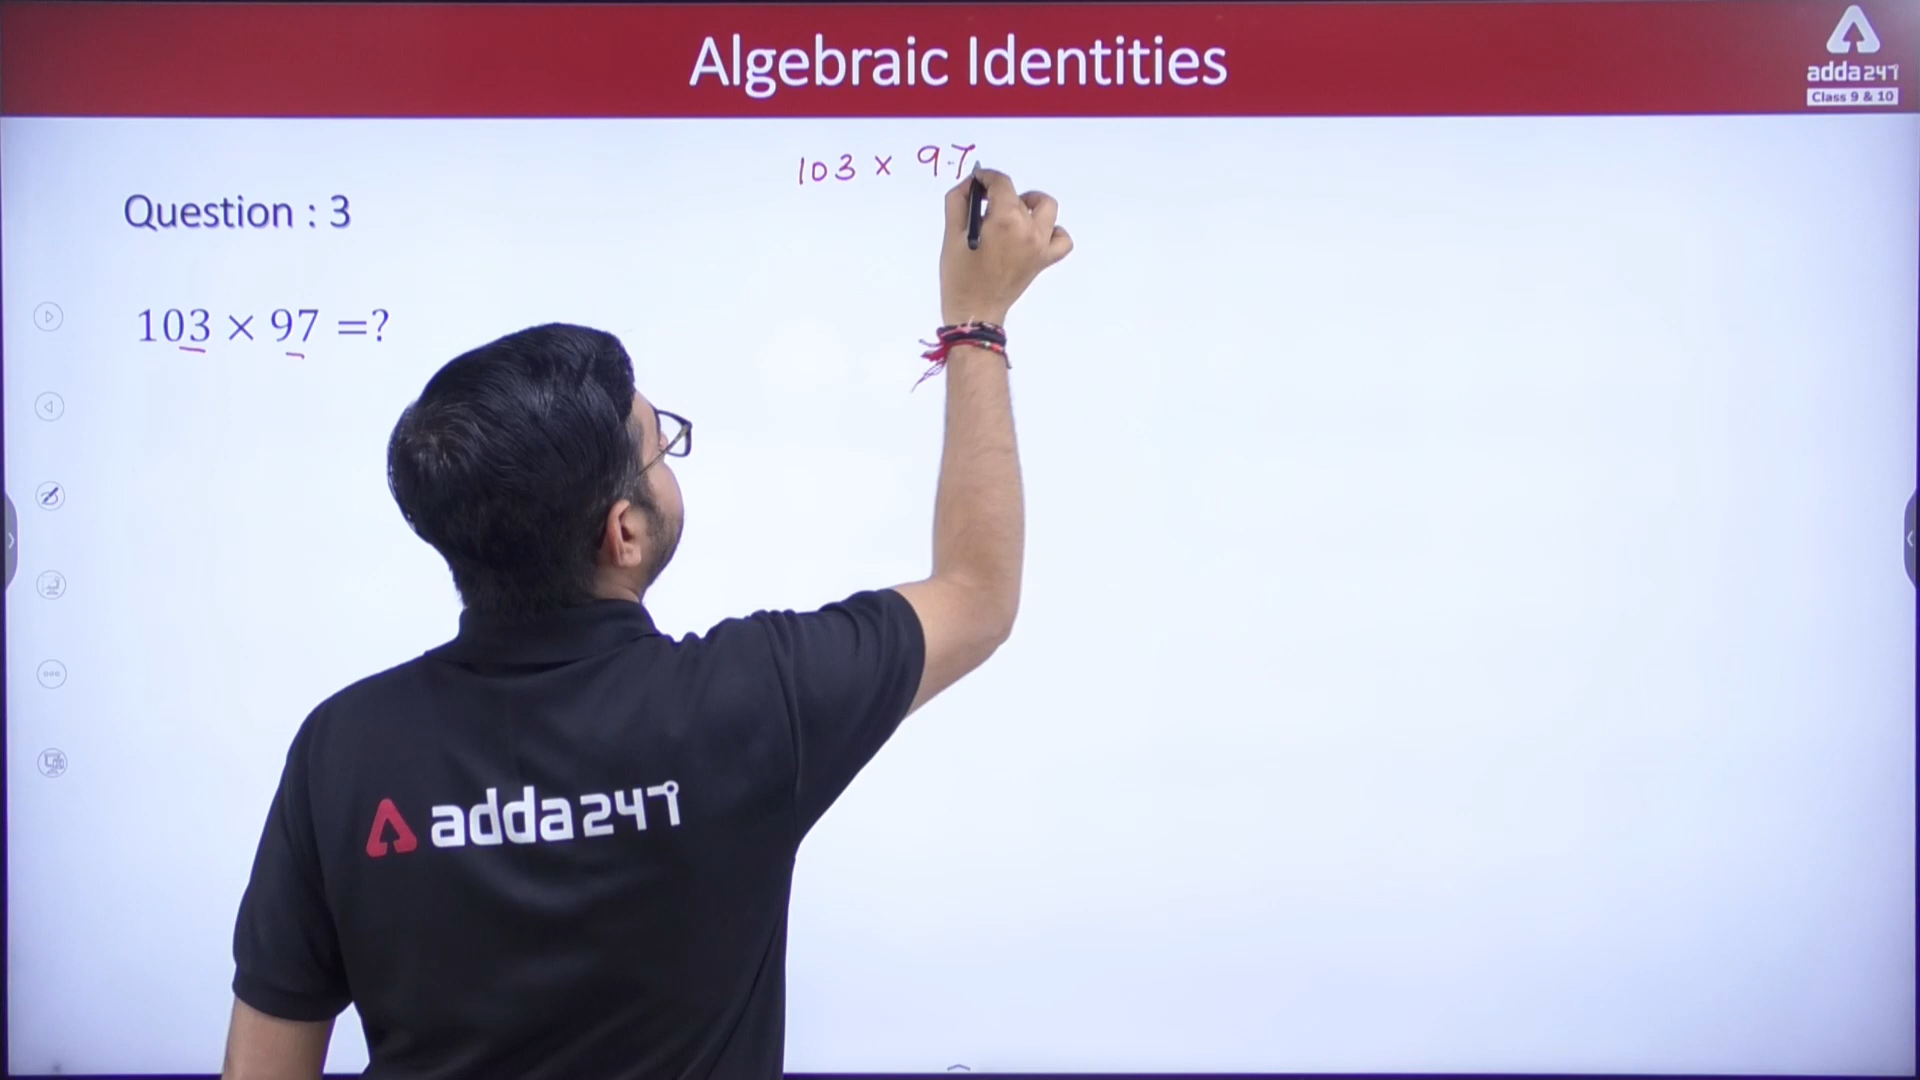 Algebraic Identities
adda247
Class 9 & 10
103 × 97
Question : 3
103 × 97 =?
adda247